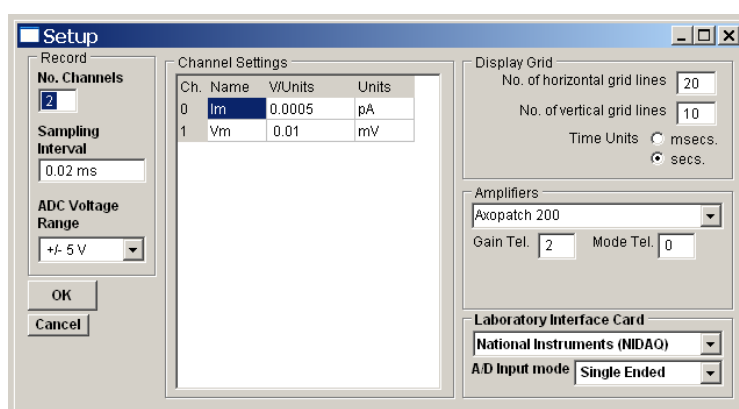 Setup
Record
No. Channels
2
Sampling
Interval
0.02 ms
ADC Voltage
Range
+/- 5 V
OK
Cancel
Channel Settings
Ch. Name V/Units Units
0 Im 0.0005 pA
1 Vm 0.01 mV
Display Grid
No. of horizontal grid lines 20
No. of vertical grid lines 10
Time Units msecs.
secs.
Amplifiers
Axopatch 200
Gain Tel. 2 Mode Tel. 0
Laboratory Interface Card
National Instruments (NIDAQ)
A/D Input mode Single Ended